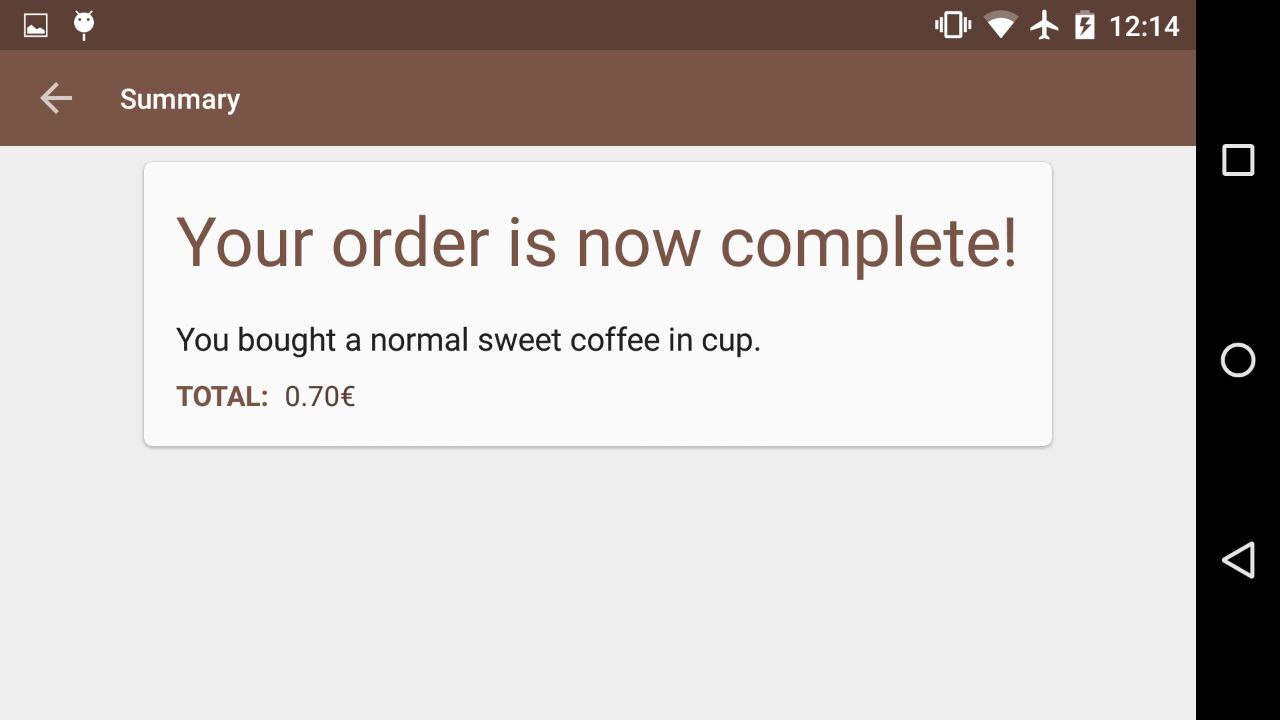 12:14
Summary
Your order is now complete!
You bought a normal sweet coffee in cup.
TOTAL: 0.70€